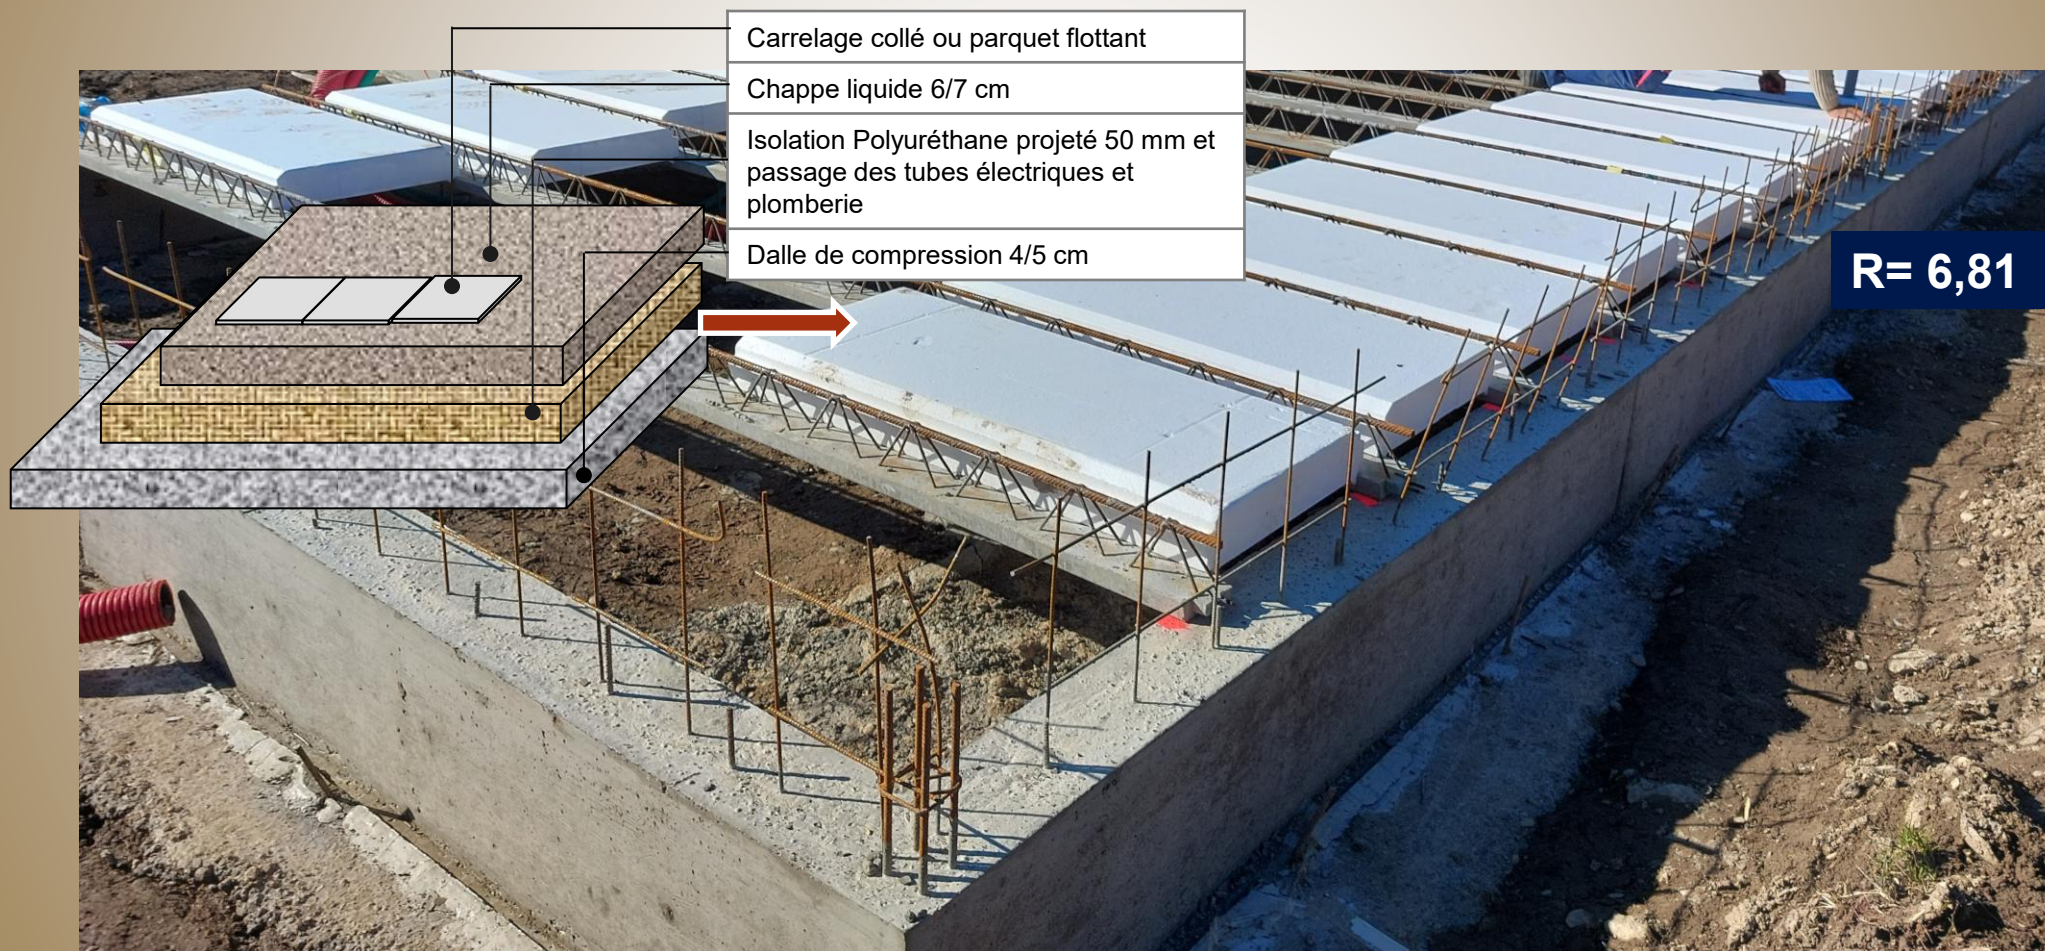 Carrelage collé ou parquet flottant
Chappe liquide 6/7 cm
Isolation Polyuréthane projeté 50 mm et
passage des tubes électriques et
plomberie
Dalle de compression 4/5 cm
R= 6,81